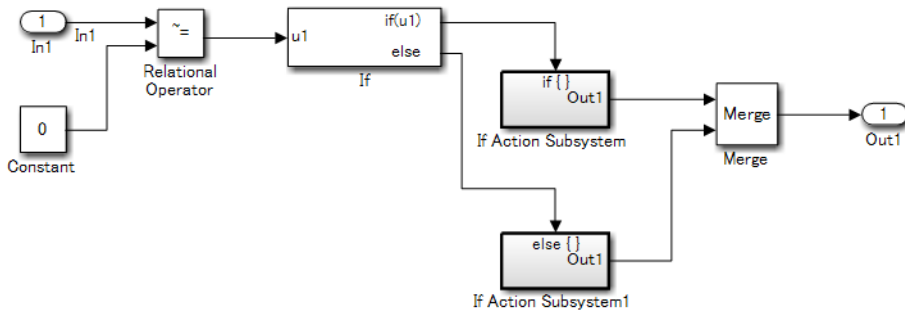 1
In1
In1
~=
Relational
Operator
0
Constant
u1
if(u1)
else
If
if { }
Out1
If Action Subsystem
else { }
Out1
If Action Subsystem1
Merge
Merge
1
Out1